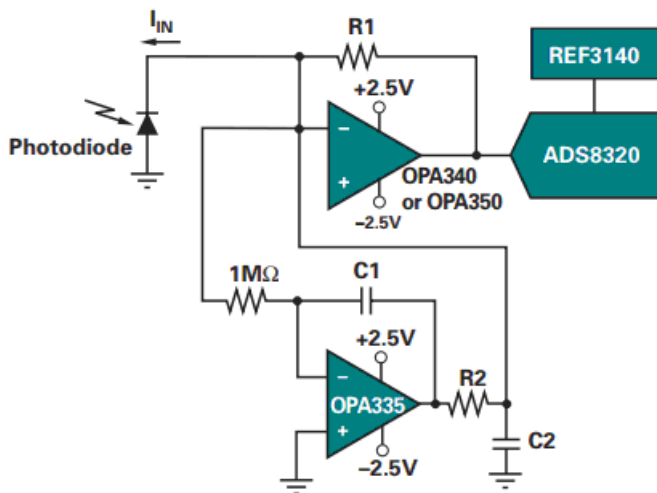 I_IN
R1
REF3140
+2.5V
−
+
Photodiode
OPA340
or OPA350
ADS8320
−2.5V
1MΩ
C1
+2.5V
−
OPA335
+
R2
−2.5V
C2